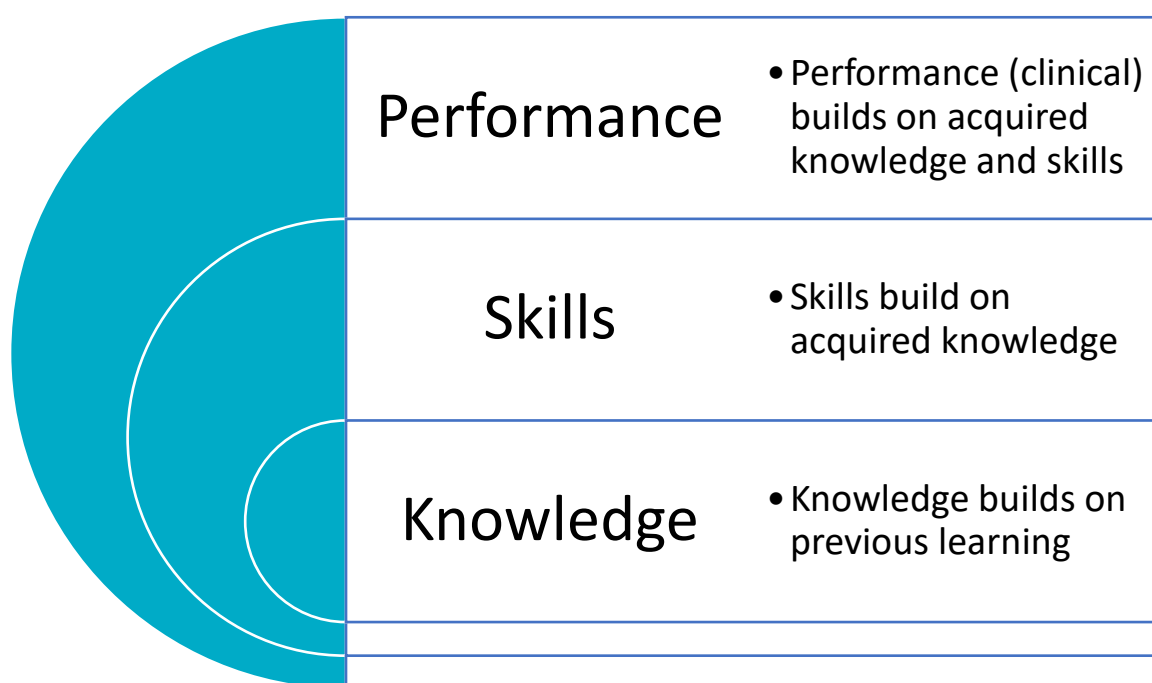 Performance
•Performance (clinical)
builds on acquired
knowledge and skills
Skills
•Skills build on
acquired knowledge
Knowledge
•Knowledge builds on
previous learning